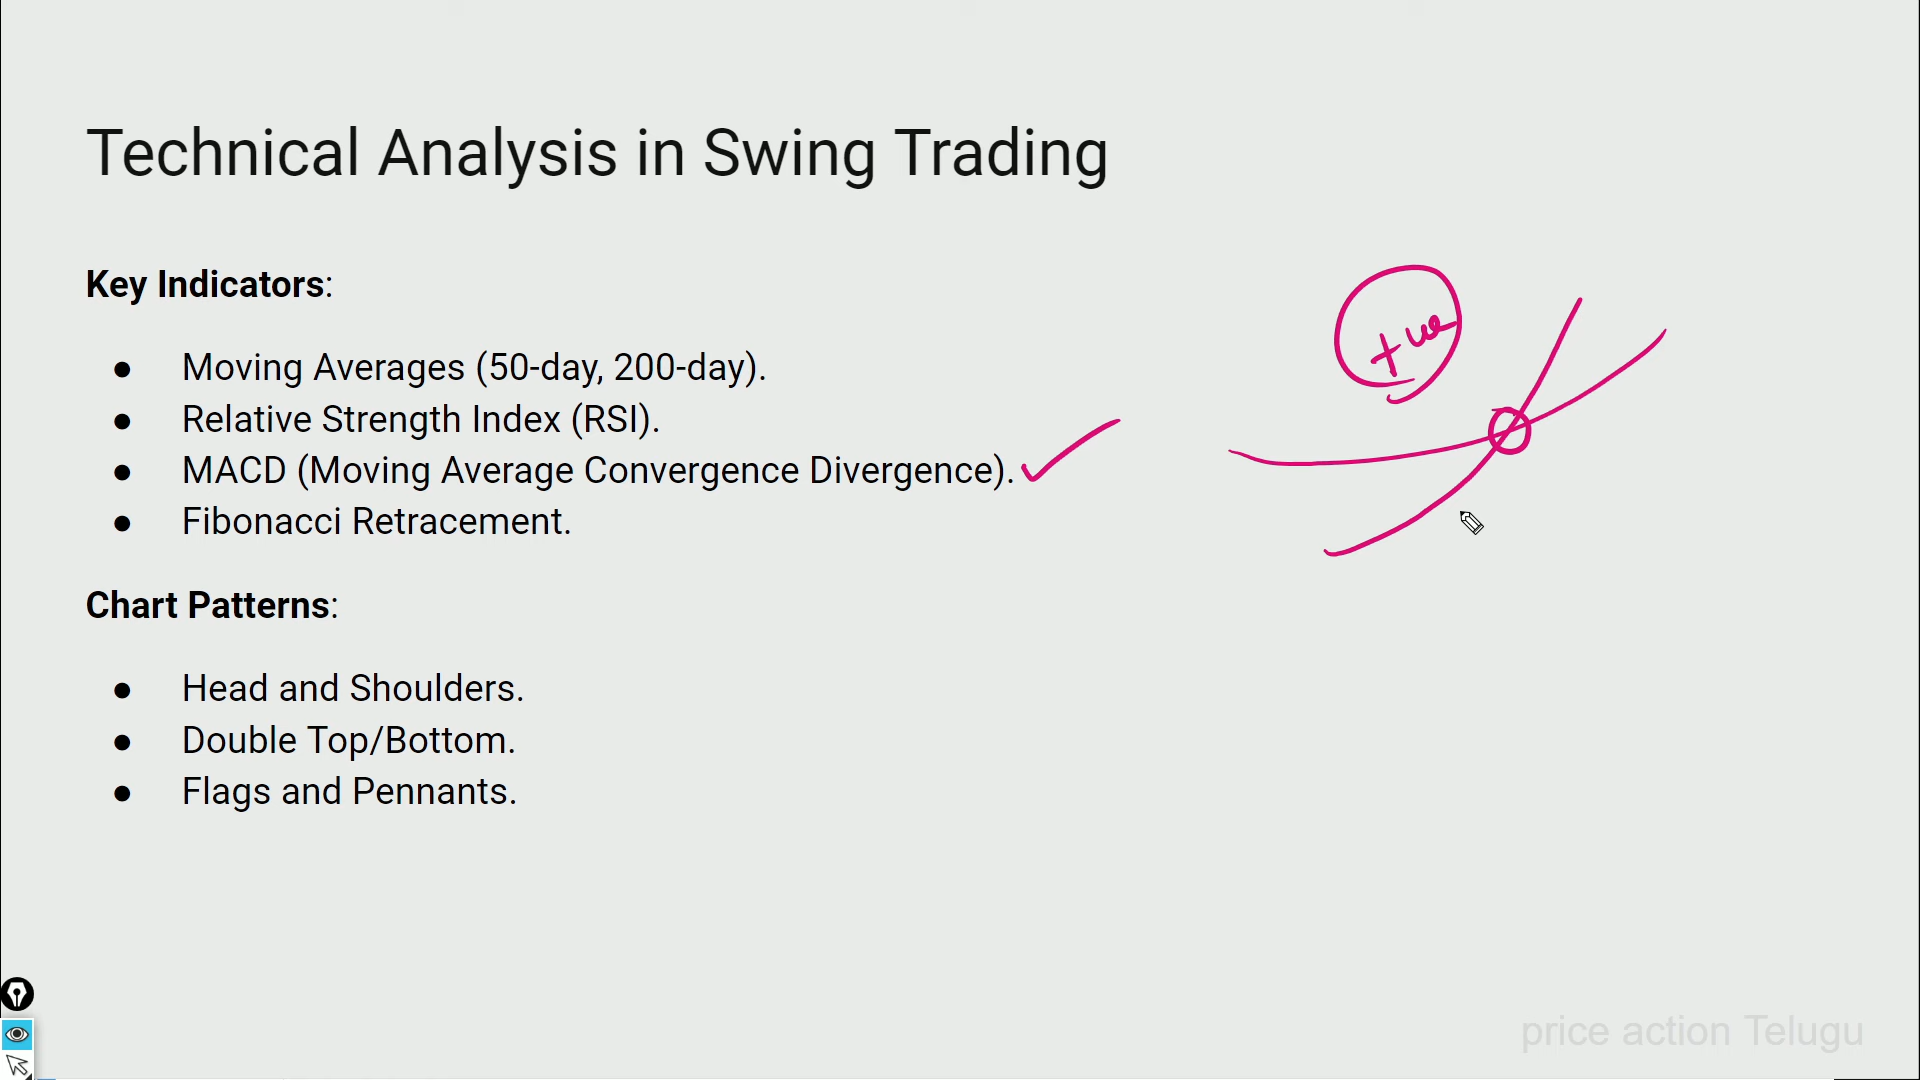 Technical Analysis in Swing Trading
Key Indicators:
● Moving Averages (50-day, 200-day).
● Relative Strength Index (RSI).
● MACD (Moving Average Convergence Divergence).
● Fibonacci Retracement.
+ve
Chart Patterns:
● Head and Shoulders.
● Double Top/Bottom.
● Flags and Pennants.
price action Telugu